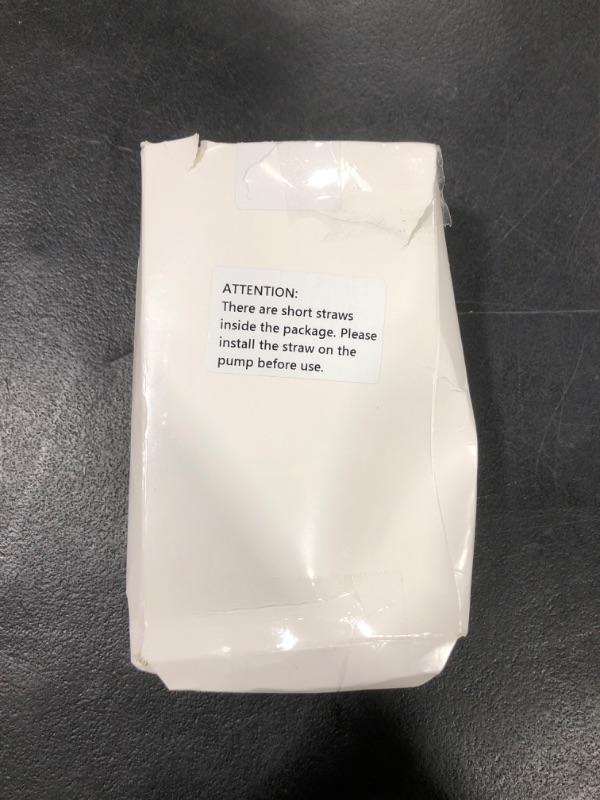 ATTENTION:
There are short straws
inside the package. Please
install the straw on the
pump before use.